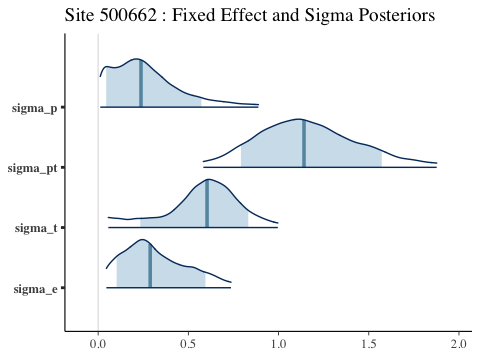 Site 500662 : Fixed Effect and Sigma Posteriors
sigma_p
sigma_pt
sigma_t
sigma_e
0.0 0.5 1.0 1.5 2.0